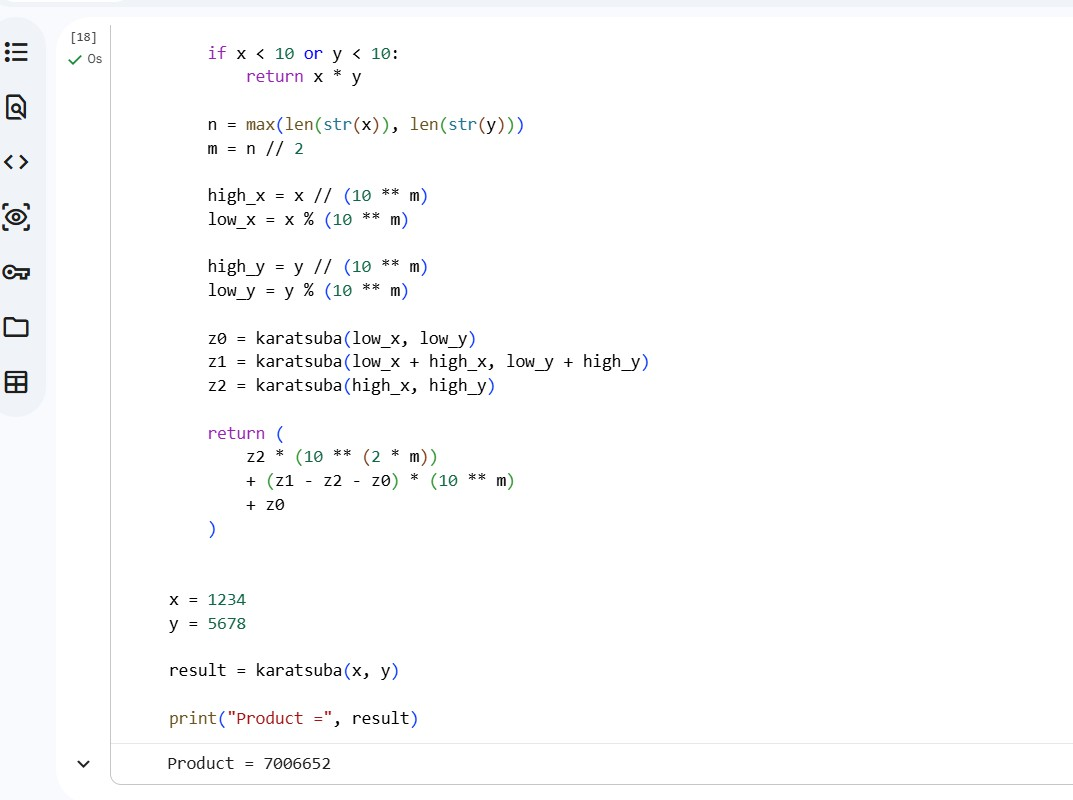 [18]
0s
if x < 10 or y < 10:
return x * y
n = max(len(str(x)), len(str(y)))
m = n // 2
high_x = x // (10 ** m)
low_x = x % (10 ** m)
high_y = y // (10 ** m)
low_y = y % (10 ** m)
z0 = karatsuba(low_x, low_y)
z1 = karatsuba(low_x + high_x, low_y + high_y)
z2 = karatsuba(high_x, high_y)
return (
z2 * (10 ** (2 * m))
+ (z1 - z2 - z0) * (10 ** m)
+ z0
)
x = 1234
y = 5678
result = karatsuba(x, y)
print("Product =", result)
Product = 7006652